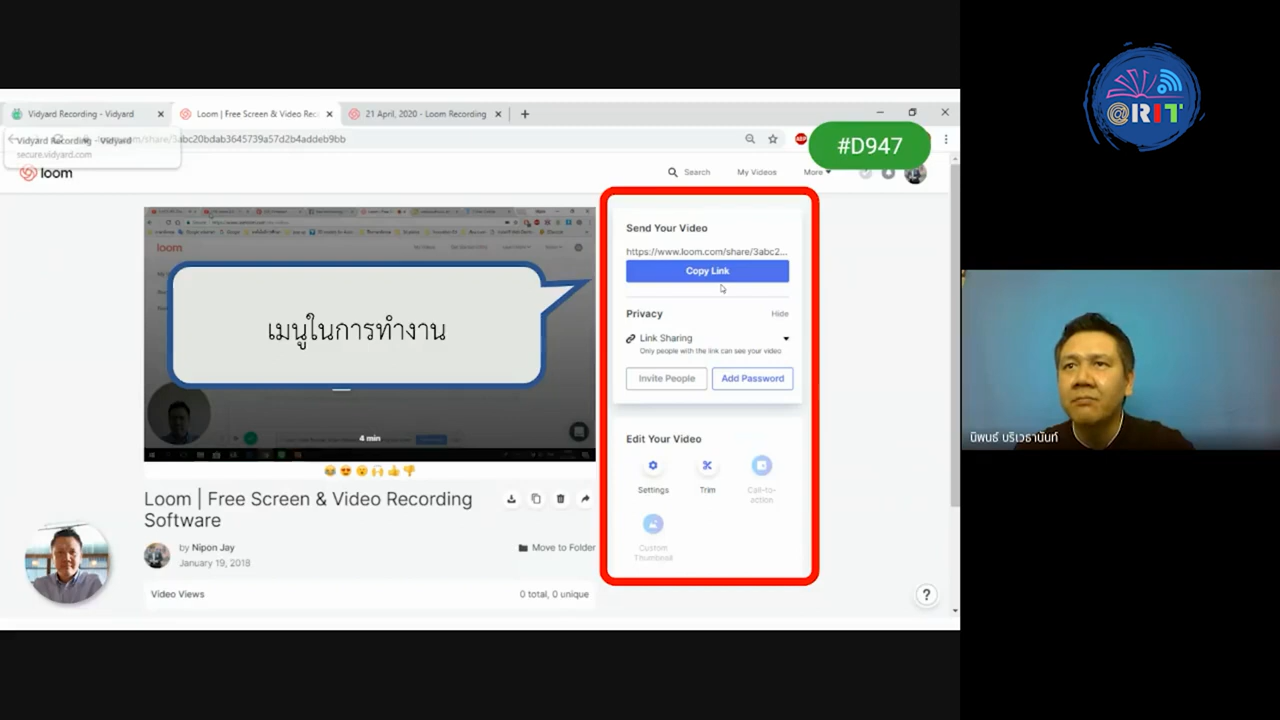 Vidyard Recording - Vidyard
Loom | Free Screen & Video Rec
21 April, 2020 - Loom Recording
Vidyard Recording - Vidyard
secure.vidyard.com
/share/3abc20bdab3645739a57d2b4addeb9bb
ABP
#D947
@RIT
loom
Search
My Videos
More
loom
เมนูในการทำงาน
4 min
Send Your Video
https://www.loom.com/share/3abc2...
Copy Link
Privacy
Hide
Link Sharing
Only people with the link can see your video
Invite People
Add Password
Edit Your Video
Settings
Trim
Call-to-
action
Custom
Thumbnail
Loom | Free Screen & Video Recording
Software
by Nipon Jay
January 19, 2018
Move to Folder
Video Views
0 total, 0 unique
?
นิพนธ์ บริเวธานันท์